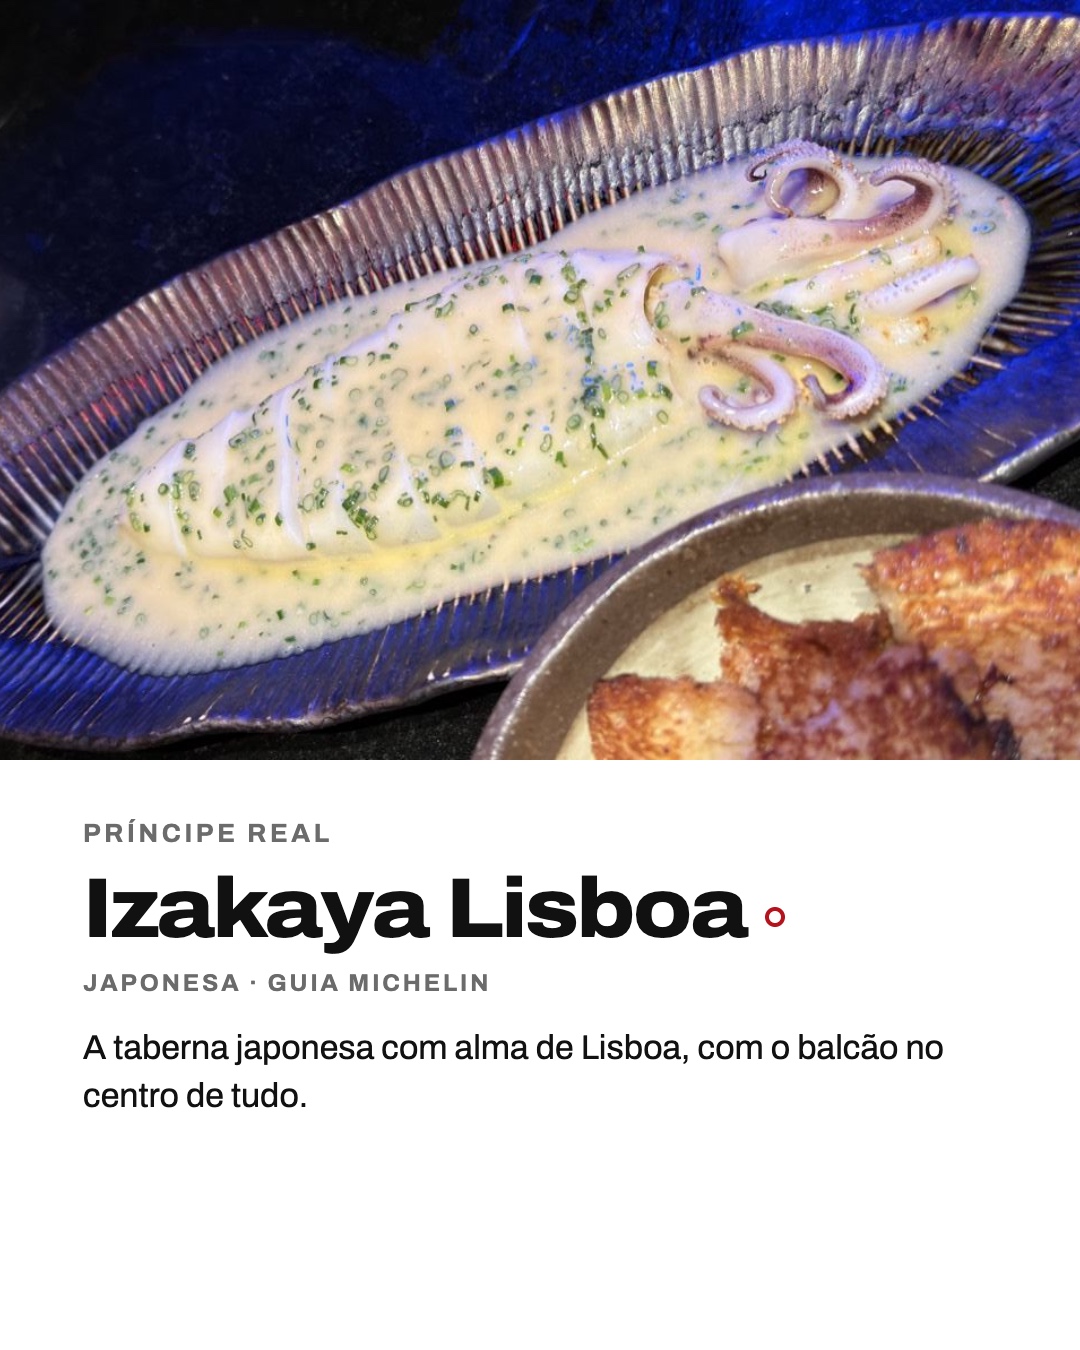 PRÍNCIPE REAL
Izakaya Lisboa
JAPONESA · GUIA MICHELIN
A taberna japonesa com alma de Lisboa, com o balcão no
centro de tudo.